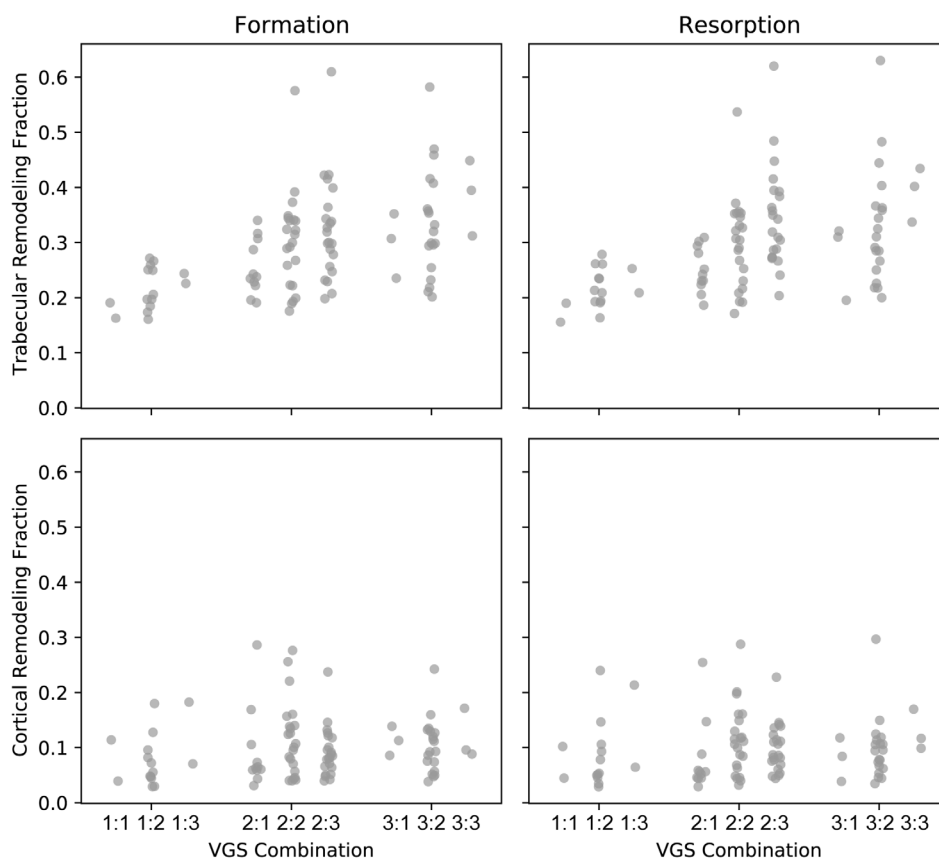 Formation
Resorption
Trabecular Remodeling Fraction
0.6
0.5
0.4
0.3
0.2
0.1
0.0
Cortical Remodeling Fraction
0.6
0.5
0.4
0.3
0.2
0.1
0.0
1:1 1:2 1:3 2:1 2:2 2:3 3:1 3:2 3:3
VGS Combination
1:1 1:2 1:3 2:1 2:2 2:3 3:1 3:2 3:3
VGS Combination